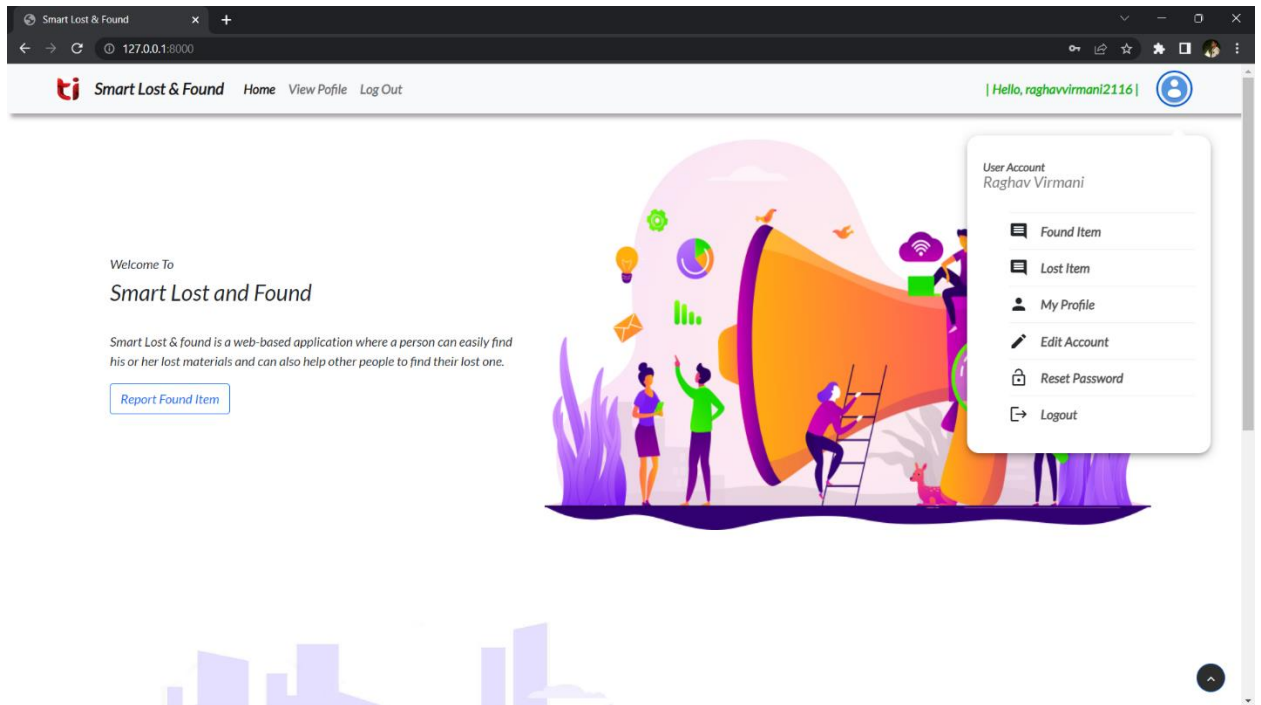 Smart Lost & Found
127.0.0.1:8000
ti Smart Lost & Found Home View Pofile Log Out | Hello, raghavvirmani2116 |
User Account
Raghav Virmani
Found Item
Lost Item
My Profile
Edit Account
Reset Password
Logout
Welcome To
Smart Lost and Found
Smart Lost & found is a web-based application where a person can easily find
his or her lost materials and can also help other people to find their lost one.
Report Found Item